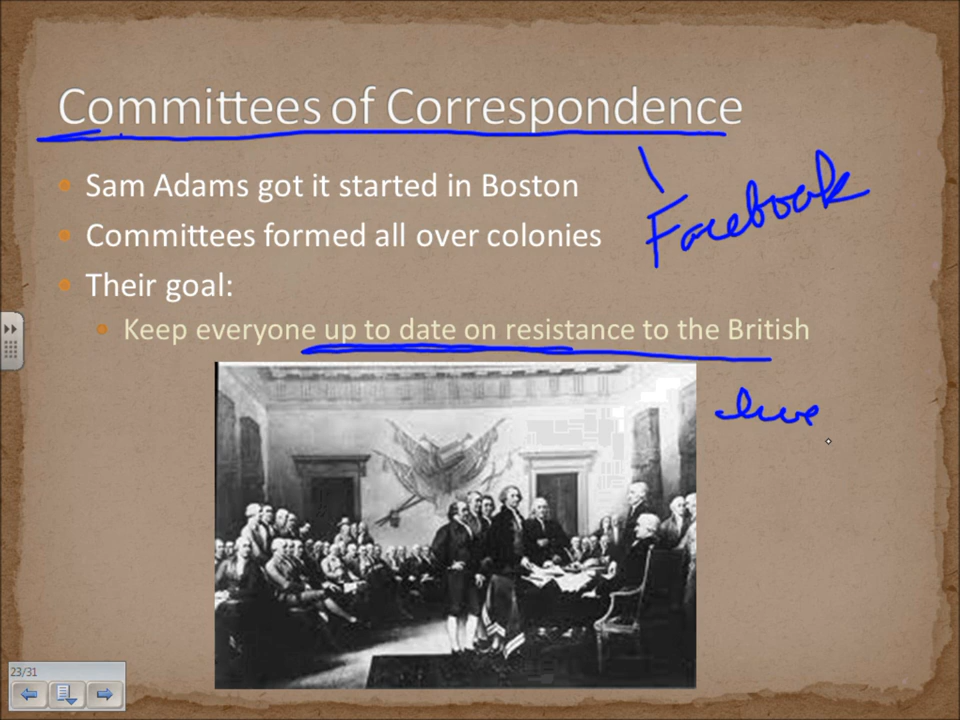 Committees of Correspondence
Sam Adams got it started in Boston
Facebook
Committees formed all over colonies
Their goal:
Keep everyone up to date on resistance to the British
23/31